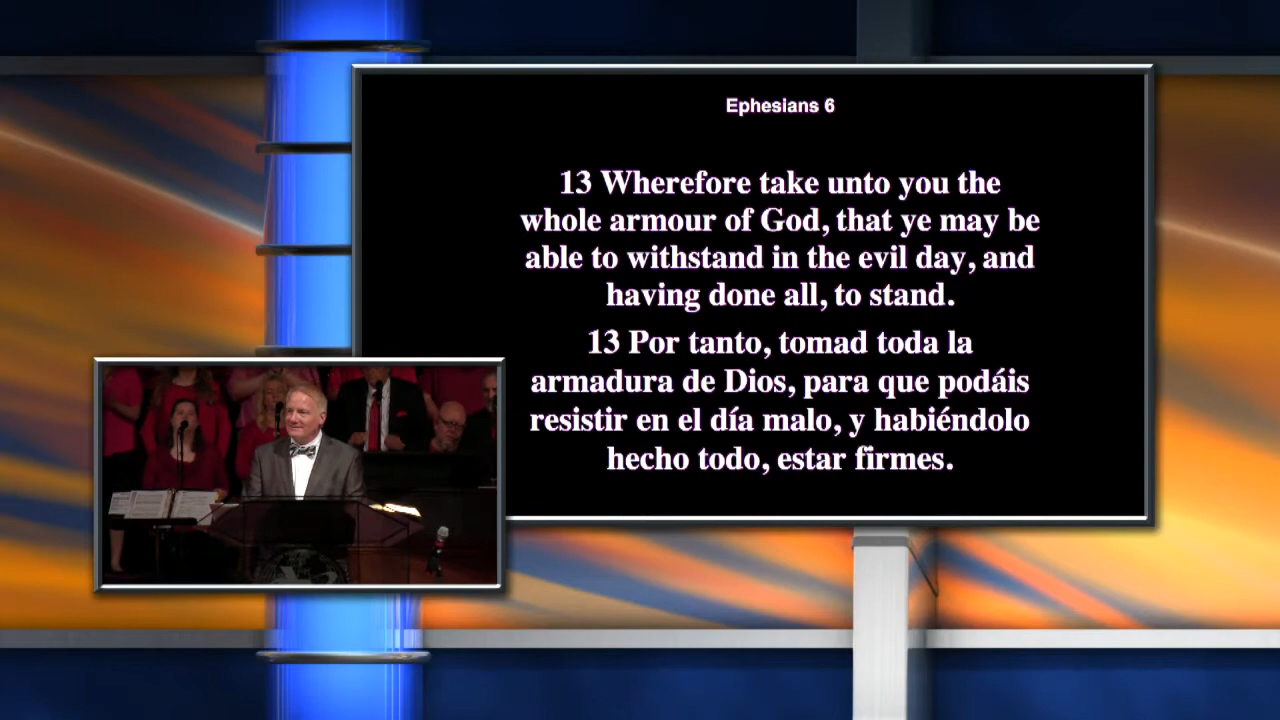 Ephesians 6
13 Wherefore take unto you the
whole armour of God, that ye may be
able to withstand in the evil day, and
having done all, to stand.
13 Por tanto, tomad toda la
armadura de Dios, para que podáis
resistir en el día malo, y habiéndolo
hecho todo, estar firmes.